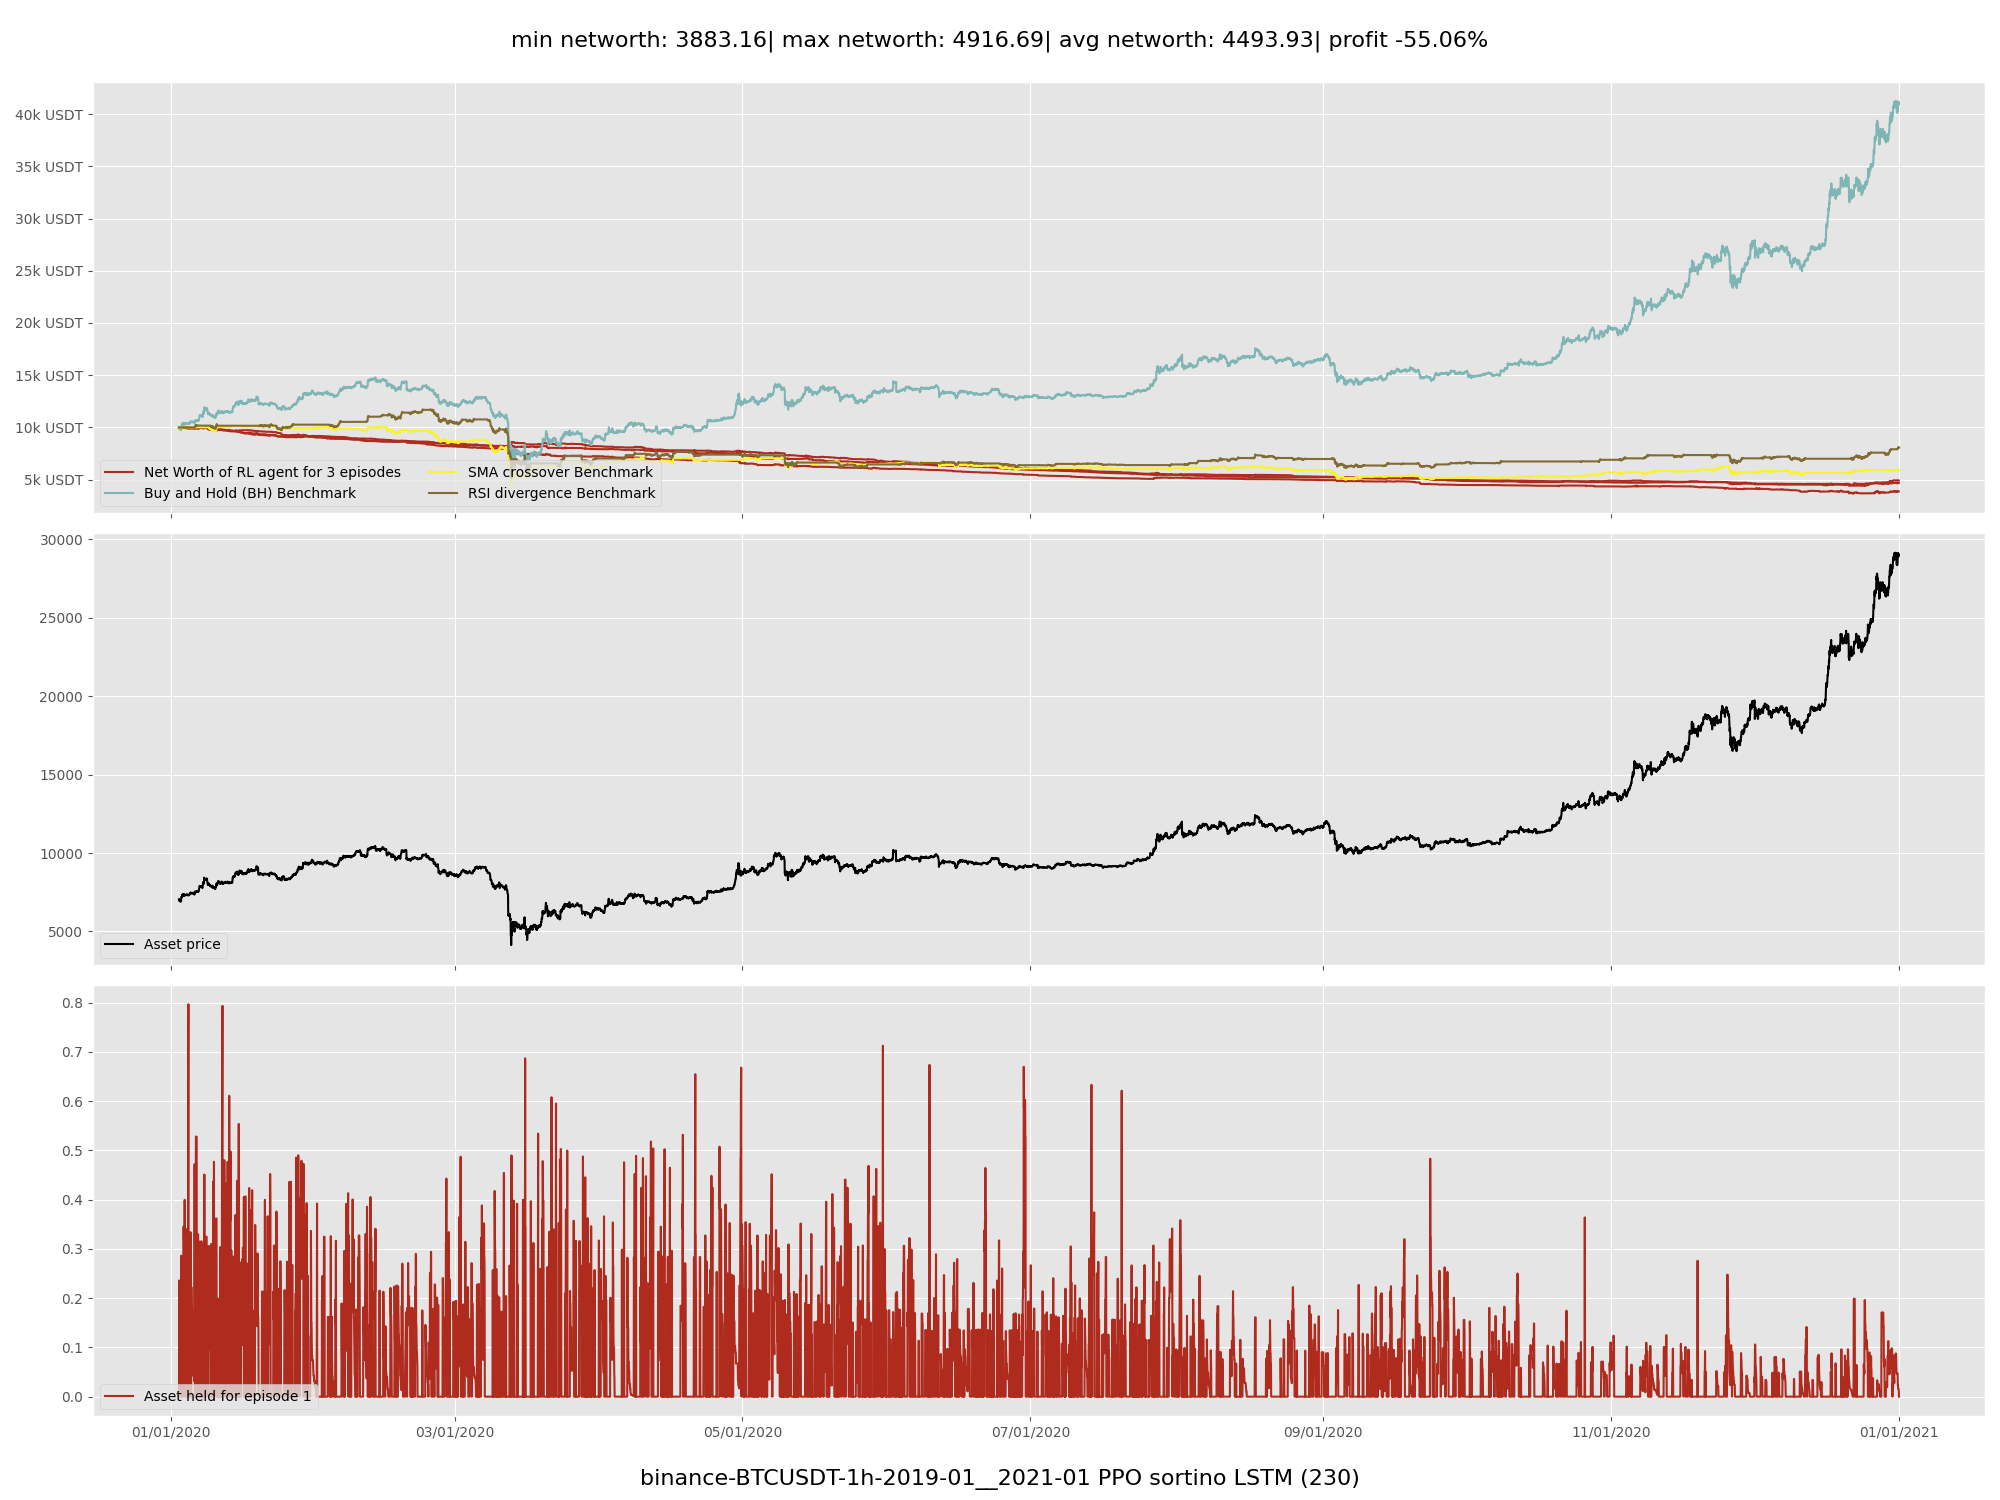 min networth: 3883.16| max networth: 4916.69| avg networth: 4493.93| profit -55.06%
40k USDT
35k USDT
30k USDT
25k USDT
20k USDT
15k USDT
10k USDT
5k USDT
Net Worth of RL agent for 3 episodes
Buy and Hold (BH) Benchmark
SMA crossover Benchmark
RSI divergence Benchmark
30000
25000
20000
15000
10000
5000
Asset price
0.8
0.7
0.6
0.5
0.4
0.3
0.2
0.1
0.0
Asset held for episode 1
01/01/2020 03/01/2020 05/01/2020 07/01/2020 09/01/2020 11/01/2020 01/01/2021
binance-BTCUSDT-1h-2019-01__2021-01 PPO sortino LSTM (230)